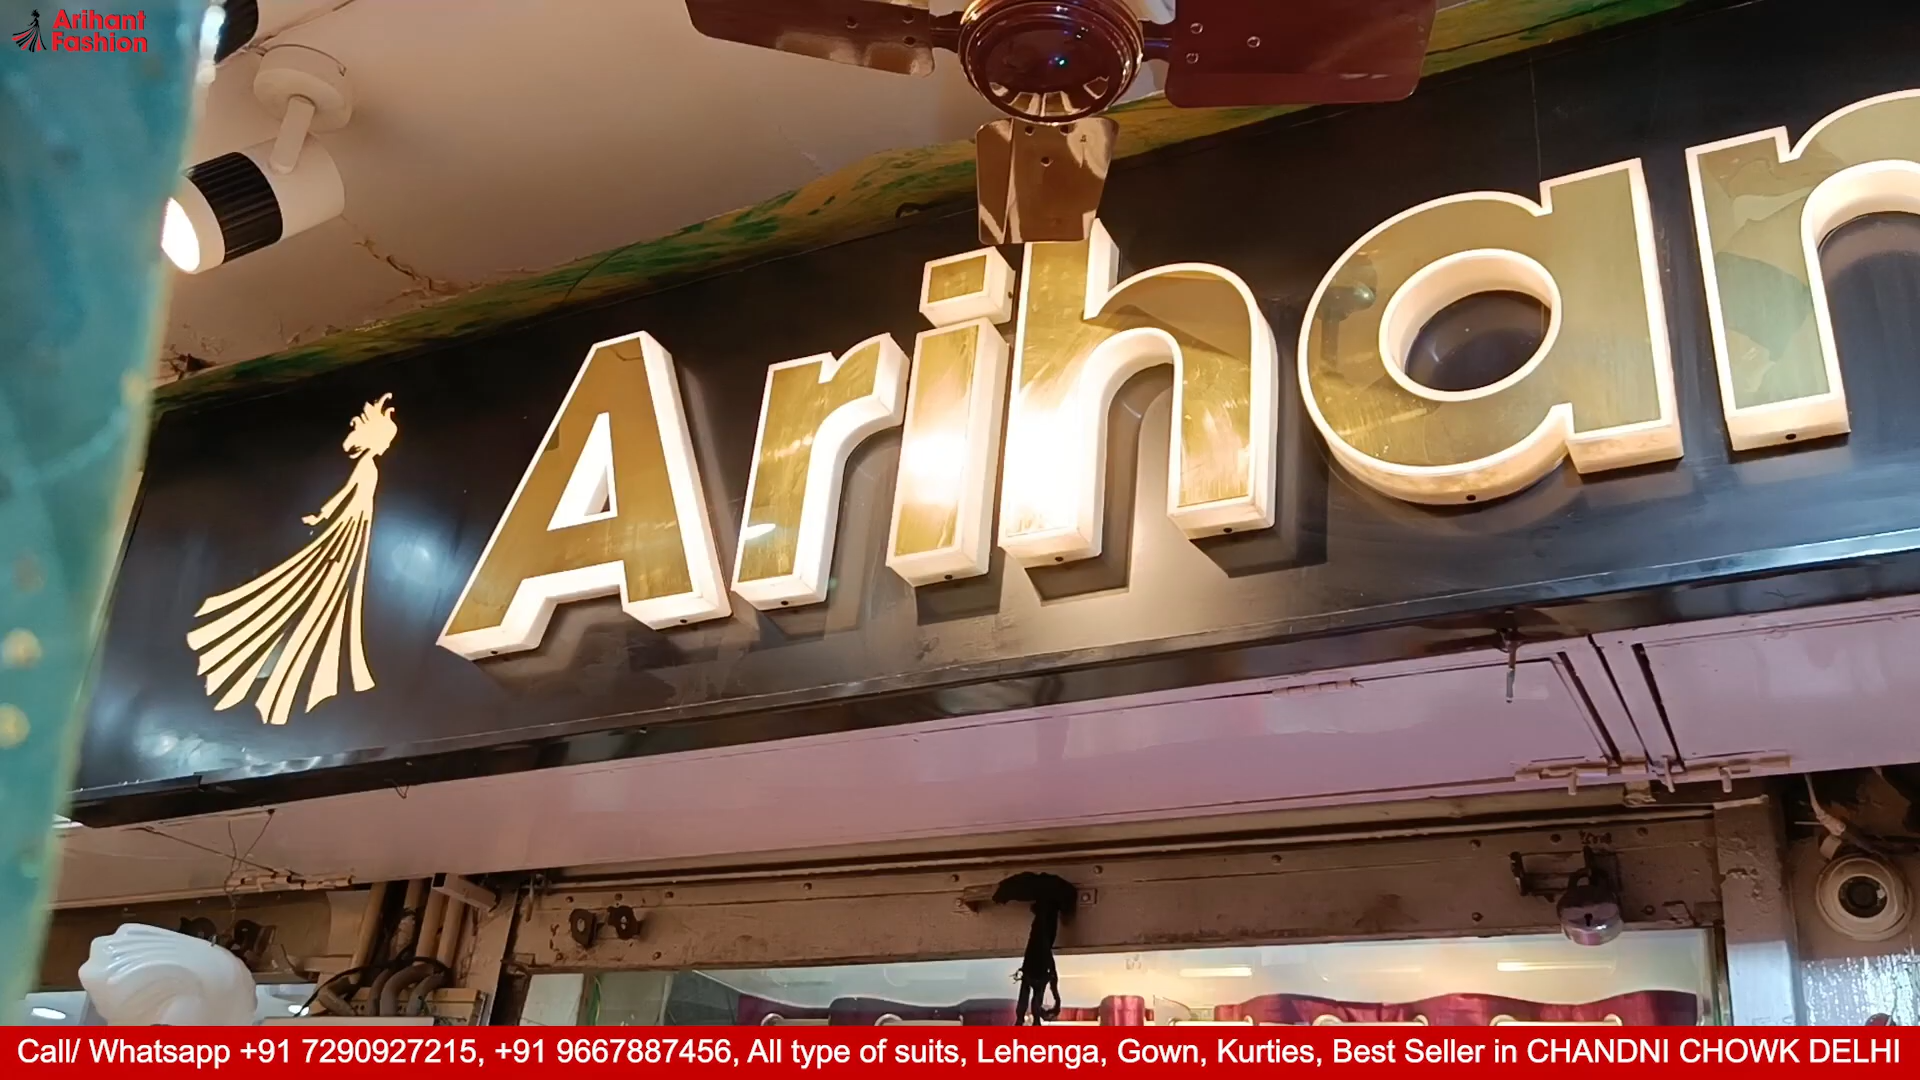 Arihant
Fashion
Arihan
Call/ Whatsapp +91 7290927215, +91 9667887456, All type of suits, Lehenga, Gown, Kurties, Best Seller in CHANDNI CHOWK DELHI